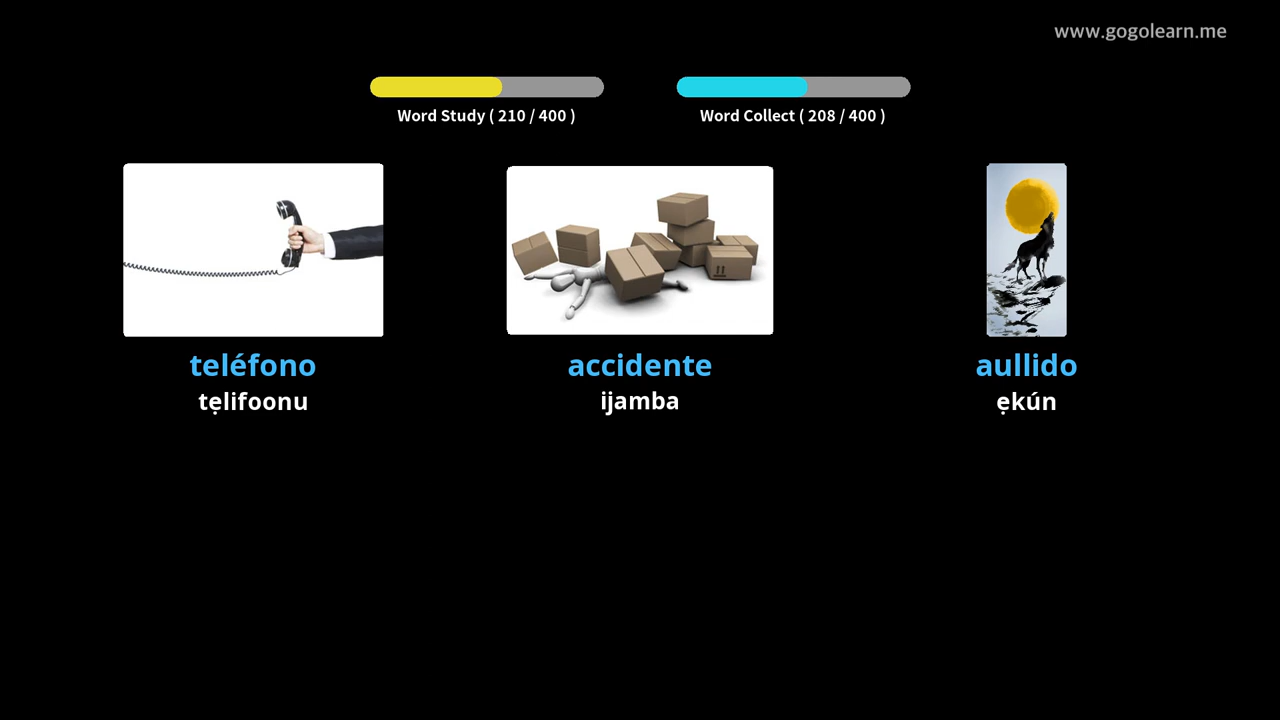 www.gogolearn.me
Word Study ( 210 / 400 )
Word Collect ( 208 / 400 )
teléfono
tẹlifoonu
accidente
ijamba
aullido
ẹkún